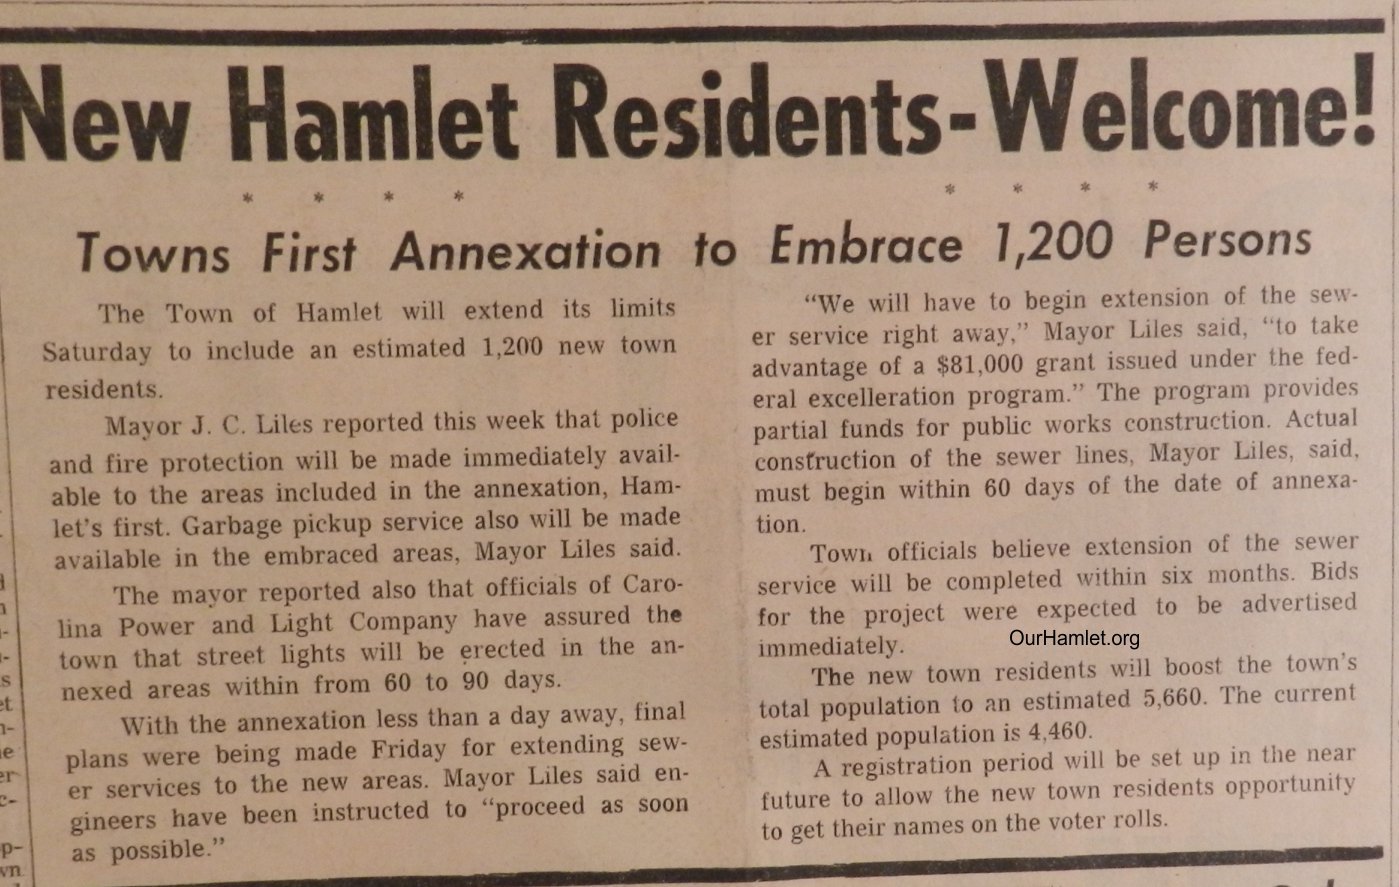 New Hamlet Residents-Welcome!
* * * * * * * *
Towns First Annexation to Embrace 1,200 Persons
The Town of Hamlet will extend its limits
Saturday to include an estimated 1,200 new town
residents.
Mayor J. C. Liles reported this week that police
and fire protection will be made immediately avail-
able to the areas included in the annexation, Ham-
let's first. Garbage pickup service also will be made
available in the embraced areas, Mayor Liles said.
The mayor reported also that officials of Caro-
lina Power and Light Company have assured the
town that street lights will be erected in the an-
nexed areas within from 60 to 90 days.
With the annexation less than a day away, final
plans were being made Friday for extending sew-
er services to the new areas. Mayor Liles said en-
gineers have been instructed to "proceed as soon
as possible."
"We will have to begin extension of the sew-
er service right away," Mayor Liles said, "to take
advantage of a $81,000 grant issued under the fed-
eral excelleration program." The program provides
partial funds for public works construction. Actual
construction of the sewer lines, Mayor Liles, said,
must begin within 60 days of the date of annexa-
tion.
Town officials believe extension of the sewer
service will be completed within six months. Bids
for the project were expected to be advertised
immediately.
OurHamlet.org
The new town residents will boost the town's
total population to an estimated 5,660. The current
estimated population is 4,460.
A registration period will be set up in the near
future to allow the new town residents opportunity
to get their names on the voter rolls.